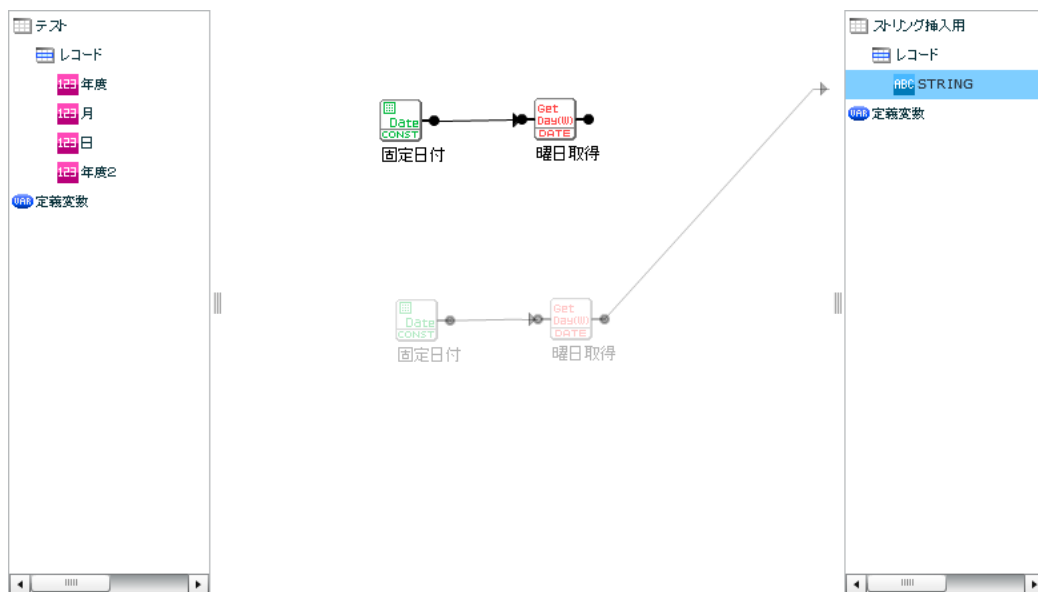 テスト
レコード
123 年度
123 月
123 日
123 年度2
VAR 定義変数
Date
CONST
固定日付
Get
Day(W)
DATE
曜日取得
Date
CONST
固定日付
Get
Day(W)
DATE
曜日取得
ストリング挿入用
レコード
ABC STRING
VAR 定義変数